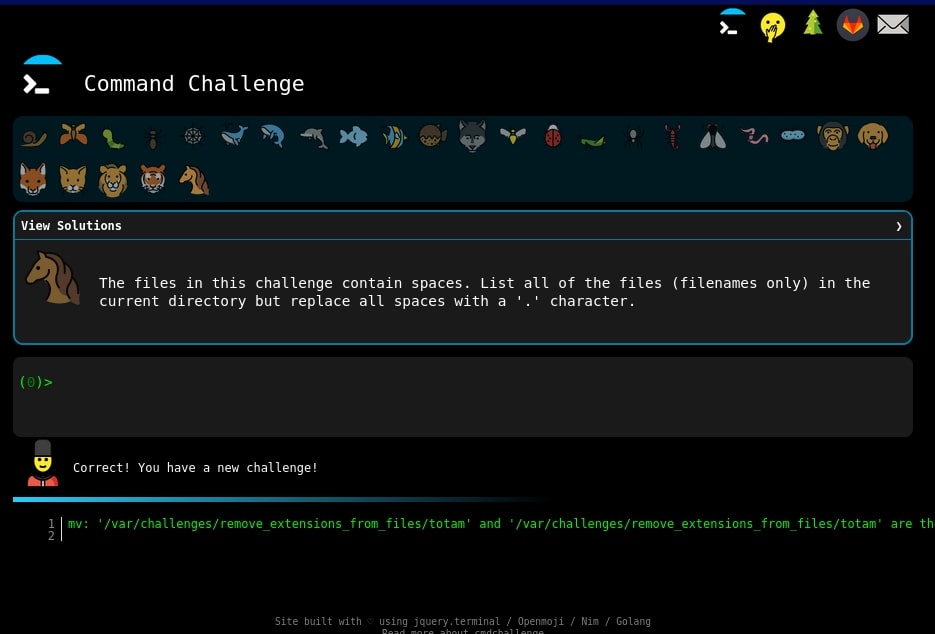 Command Challenge
View Solutions ❯
The files in this challenge contain spaces. List all of the files (filenames only) in the
current directory but replace all spaces with a '.' character.
(0)>
Correct! You have a new challenge!
1 mv: '/var/challenges/remove_extensions_from_files/totam' and '/var/challenges/remove_extensions_from_files/totam' are th
2
Site built with ♡ using jquery.terminal / Openmoji / Nim / Golang
Read more about cmdchallenge